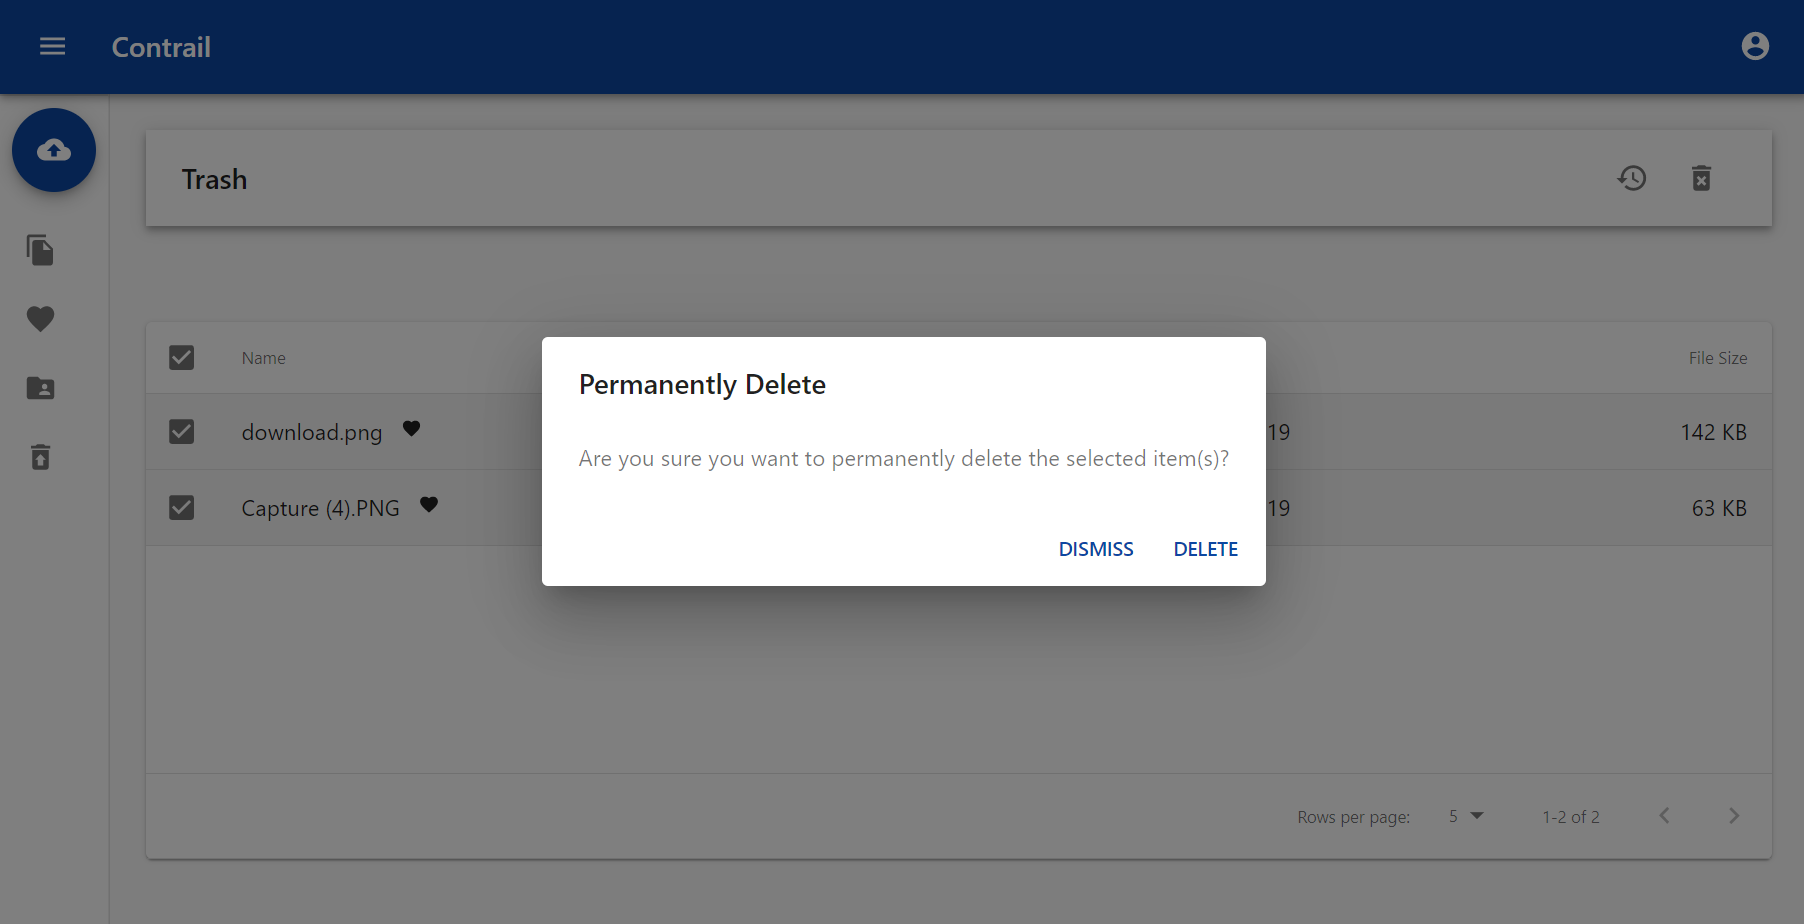 Contrail
Trash
Name
File Size
download.png
19
142 KB
Capture (4).PNG
19
63 KB
Permanently Delete
Are you sure you want to permanently delete the selected item(s)?
DISMISS DELETE
Rows per page: 5 1-2 of 2